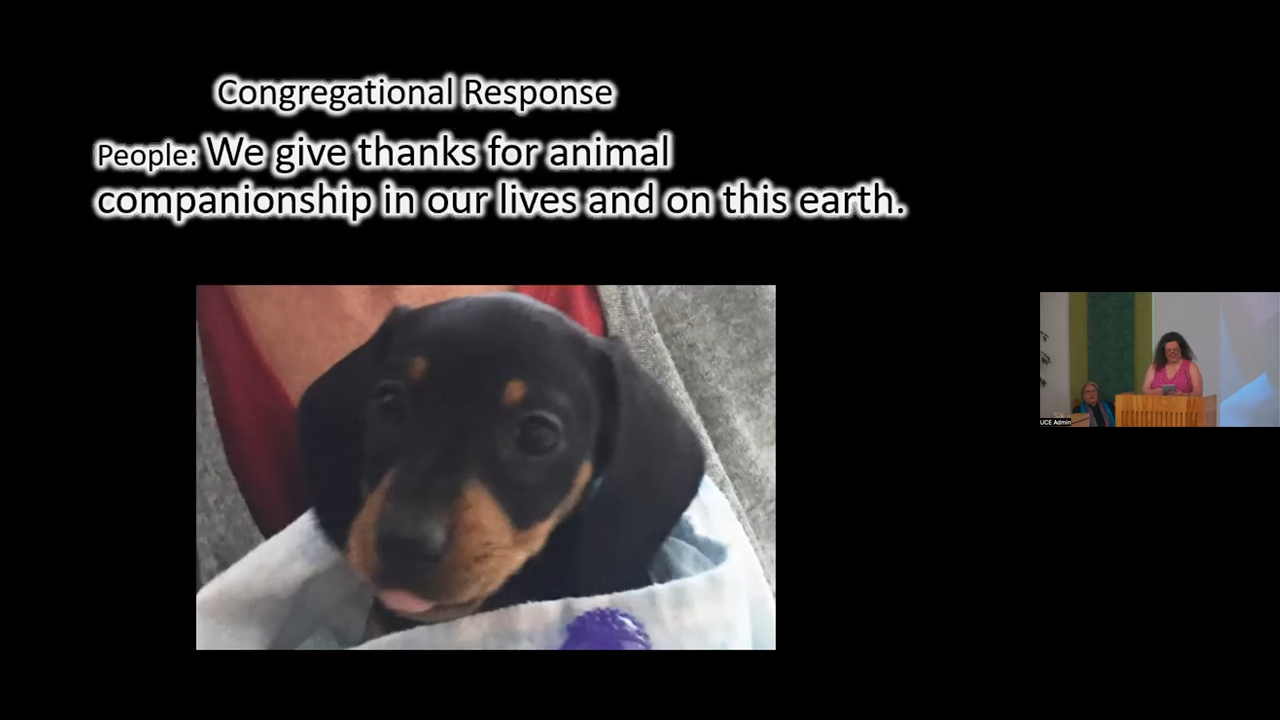 Congregational Response
People: We give thanks for animal
companionship in our lives and on this earth.
UCE Admin